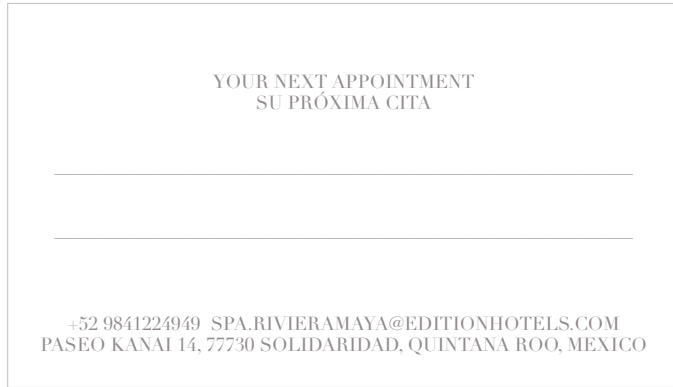 YOUR NEXT APPOINTMENT
SU PRÓXIMA CITA
+52 9841224949 SPA.RIVIERAMAYA@EDITIONHOTELS.COM
PASEO KANAI 14, 77730 SOLIDARIDAD, QUINTANA ROO, MEXICO